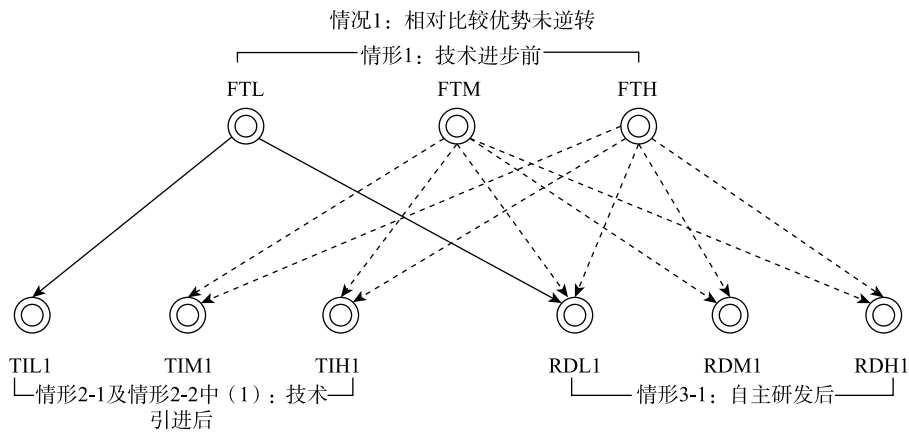 情况1：相对比较优势未逆转
情形1：技术进步前
FTL
FTM
FTH
TIL1
TIM1
TIH1
RDL1
RDM1
RDH1
情形2-1及情形2-2中（1）：技术
引进后
情形3-1：自主研发后